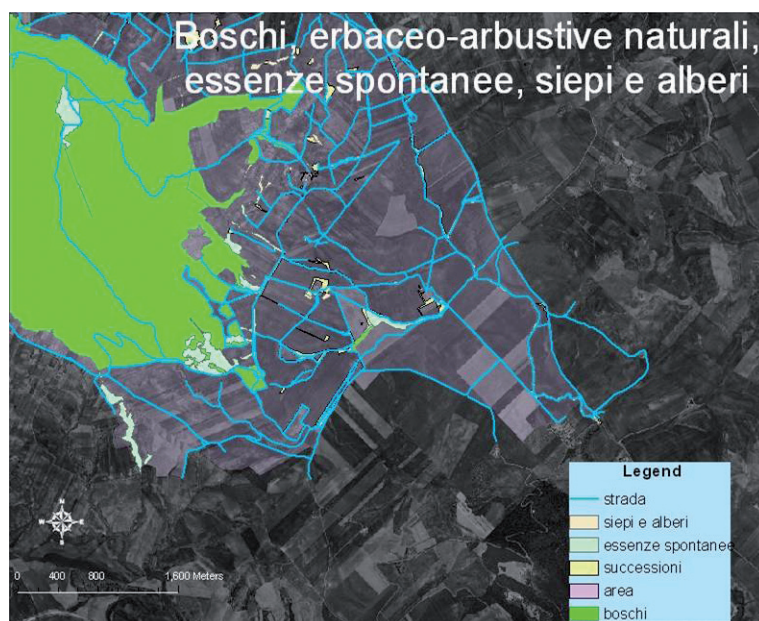 Boschi, erbaceo-arbustive naturali,
essenze spontanee, siepi e alberi
N
W E
S
0 400 800 1,600 Meters
Legend
strada
siepi e alberi
essenze spontanee
successioni
area
boschi